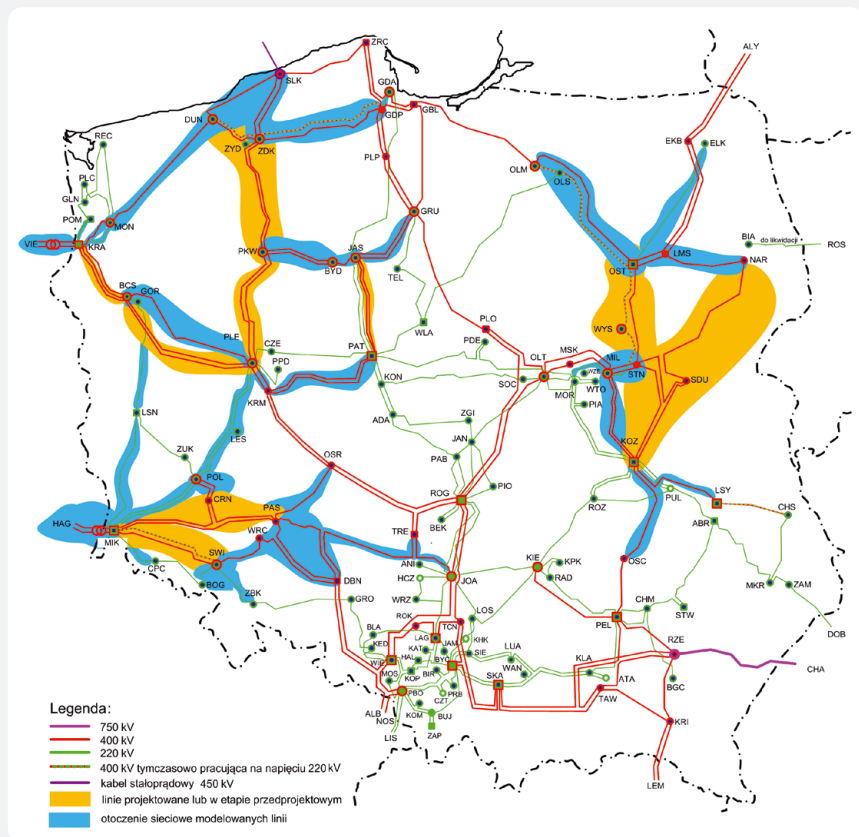 ZRC
ALY
SLK
GDA
DUN
GDP
GBL
EKB
ELK
REC
ZYD
ZDK
PLP
OLM
OLS
PLC
GLN
POM
MON
GRU
BIA
do likwidacji
ROS
VIE
KRA
PKW
JAS
BYD
TEL
OST
LMS
NAR
BCS
GOR
PLE
CZE
PPD
PAT
WLA
PLO
PDE
WYS
OLT
MSK
MIL
STN
SDU
KRM
KON
SOC
MOR
WZE
WTO
PIA
LSN
ADA
ZGI
JAN
KOZ
ZUK
LES
PAB
OSR
POL
PIO
ROG
ROZ
PUL
LSY
CHS
CRN
PAS
BEK
ABR
HAG
MIK
WRC
TRE
SWI
KIE
KPK
OSC
CPC
BOG
DBN
ANI
HCZ
JOA
RAD
MKR
ZAM
ZBK
GRO
WRZ
CHM
STW
ROK
TCN
LOS
PEL
DOB
BLA
LAG
KHK
RZE
KED
KAT
JAM
SIE
LUA
KLA
WIE
HAL
BYC
WAN
ATA
CHA
MOS
KOP
BIR
SKA
BGC
PBO
CZT
PRB
TAW
ALB
NOS
KOM
BUJ
KRI
LIS
ZAP
LEM
Legenda:
750 kV
400 kV
220 kV
400 kV tymczasowo pracująca na napięciu 220 kV
kabel stałoprądowy 450 kV
linie projektowane lub w etapie przedprojektowym
otoczenie sieciowe modelowanych linii